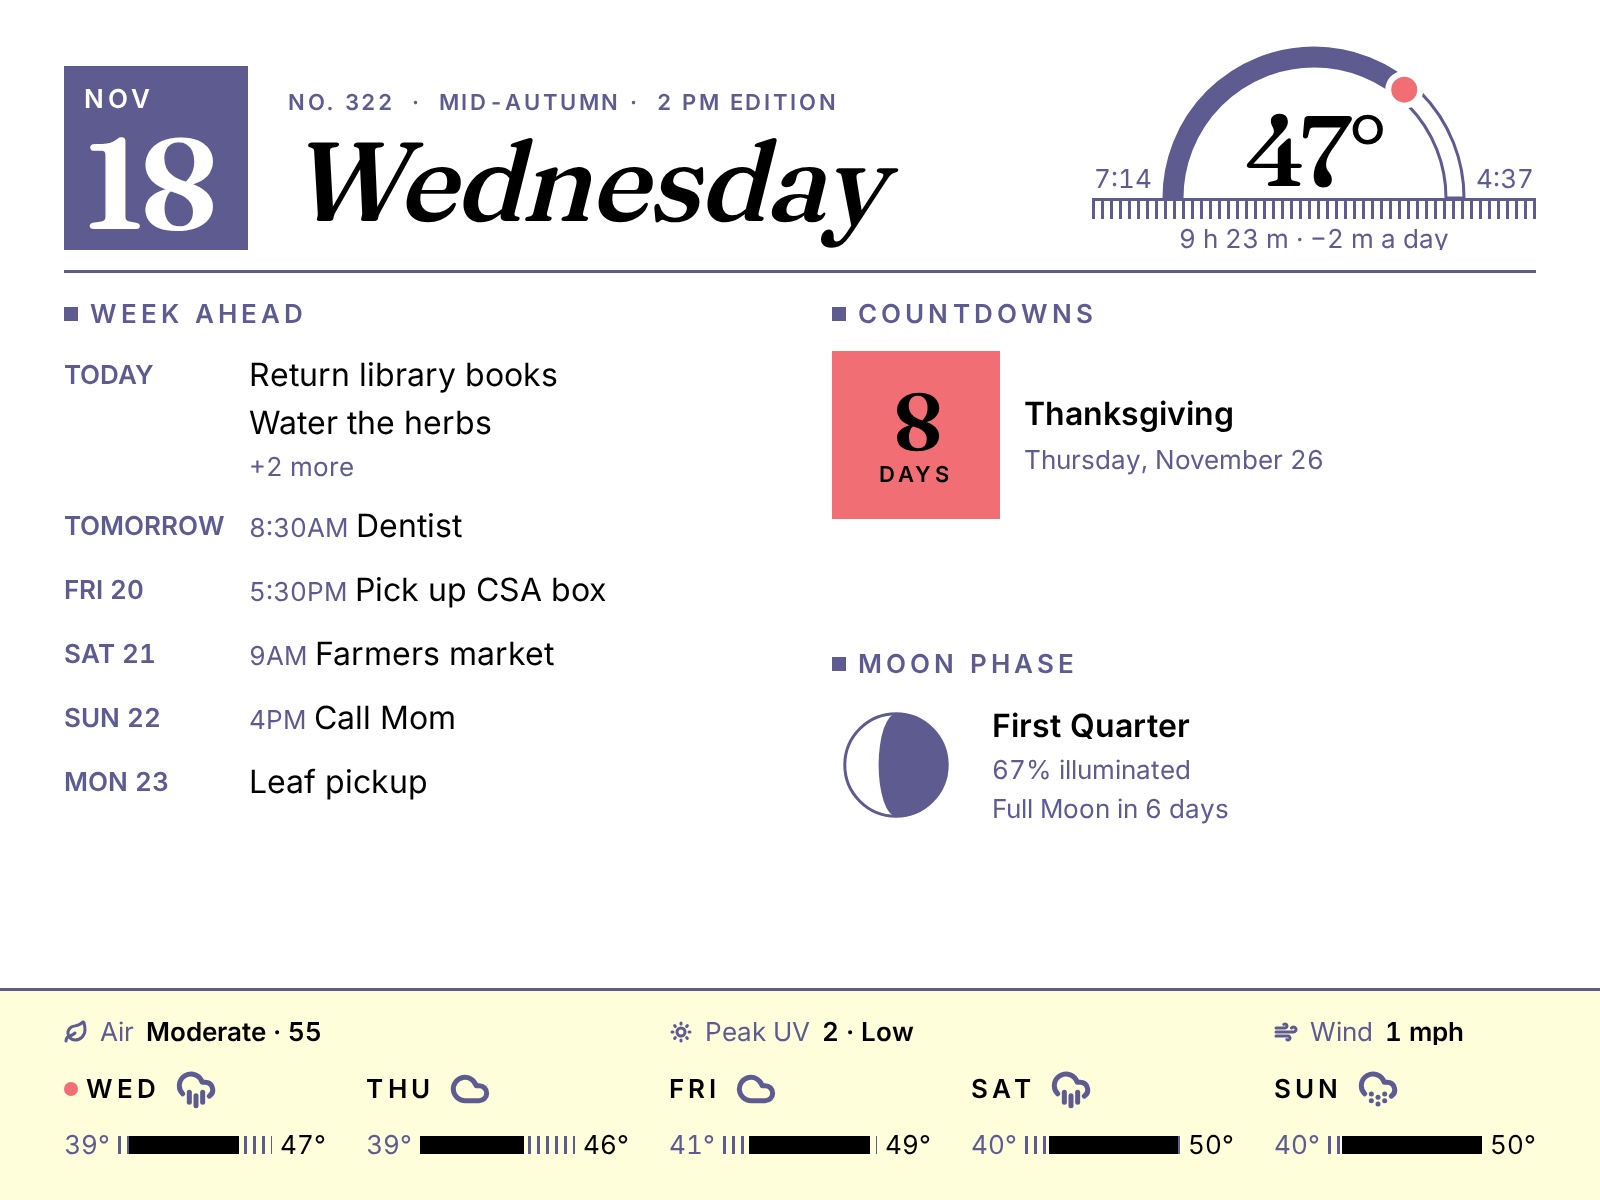 NOV
18
NO. 322 · MID-AUTUMN · 2 PM EDITION
Wednesday
47°
7:14
4:37
9 h 23 m · −2 m a day
WEEK AHEAD
TODAY
Return library books
Water the herbs
+2 more
TOMORROW 8:30AM Dentist
FRI 20 5:30PM Pick up CSA box
SAT 21 9AM Farmers market
SUN 22 4PM Call Mom
MON 23 Leaf pickup
COUNTDOWNS
8
DAYS
Thanksgiving
Thursday, November 26
MOON PHASE
First Quarter
67% illuminated
Full Moon in 6 days
Air Moderate · 55
Peak UV 2 · Low
Wind 1 mph
WED
39° 47°
THU
39° 46°
FRI
41° 49°
SAT
40° 50°
SUN
40° 50°